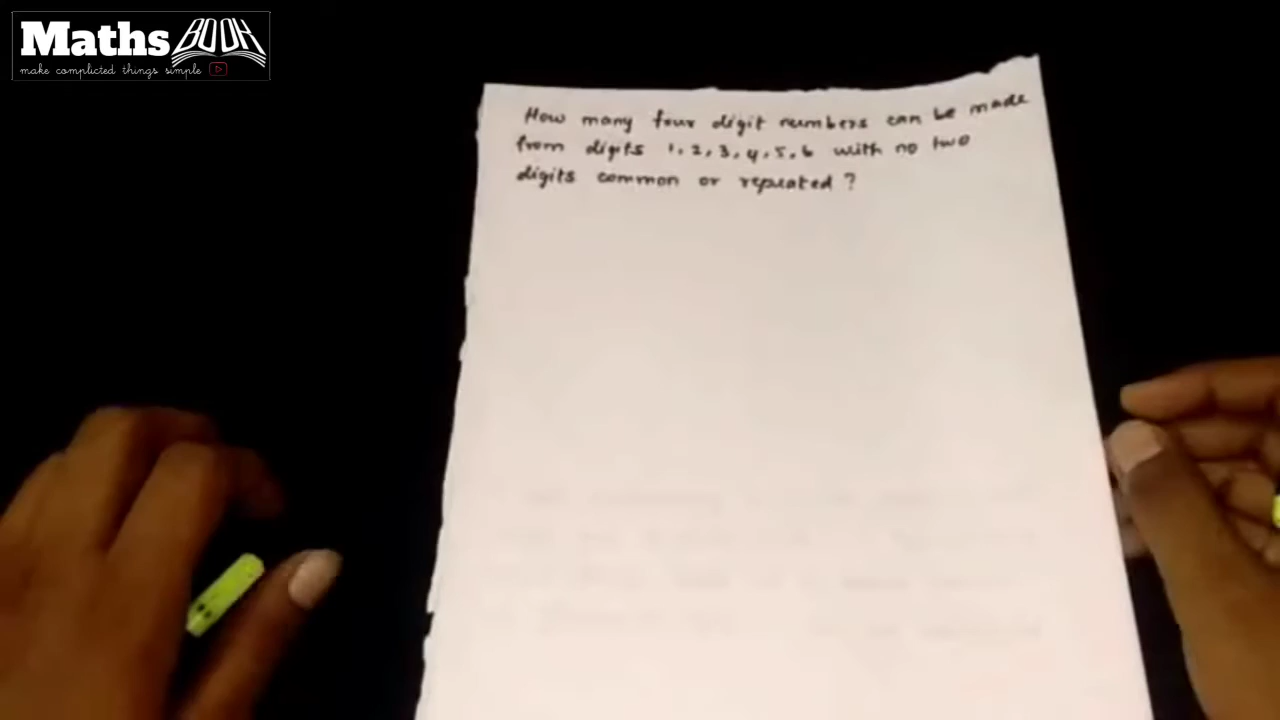 Maths BOOK
make complicted things simple
How many four digit numbers can be made
from digits 1, 2, 3, 4, 5, 6 with no two
digits common or repeated ?